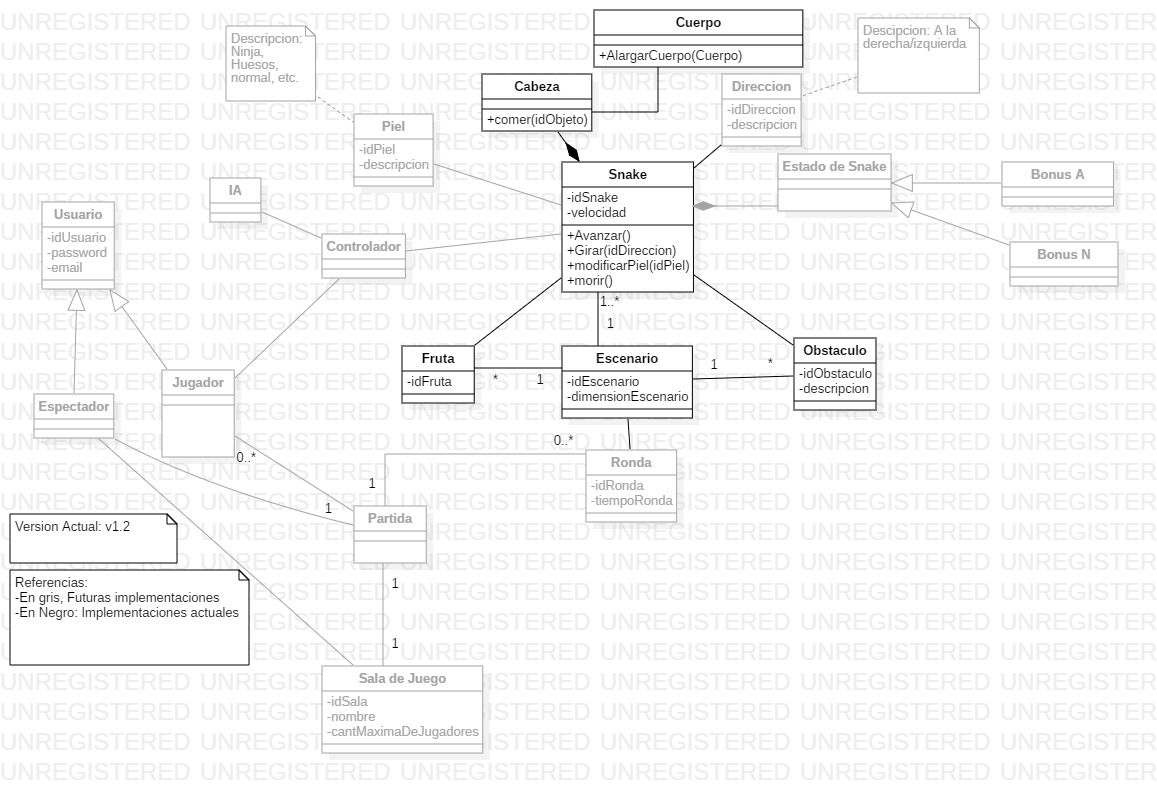 Cuerpo
+AlargarCuerpo(Cuerpo)
Descripcion:
Ninja,
Huesos,
normal, etc.
Descipcion: A la
derecha/izquierda
Cabeza
+comer(idObjeto)
Direccion
-idDireccion
-descripcion
Piel
-idPiel
-descripcion
Estado de Snake
Bonus A
Bonus N
Snake
-idSnake
-velocidad
+Avanzar()
+Girar(idDireccion)
+modificarPiel(idPiel)
+morir()
IA
Usuario
-idUsuario
-password
-email
Controlador
1..*
1
Fruta
-idFruta
*
1
Escenario
-idEscenario
-dimensionEscenario
1
*
Obstaculo
-idObstaculo
-descripcion
Jugador
Espectador
0..*
0..*
1
1
Ronda
-idRonda
-tiempoRonda
Partida
Version Actual: v1.2
Referencias:
-En gris, Futuras implementaciones
-En Negro: Implementaciones actuales
1
1
Sala de Juego
-idSala
-nombre
-cantMaximaDeJugadores
UNREGISTERED